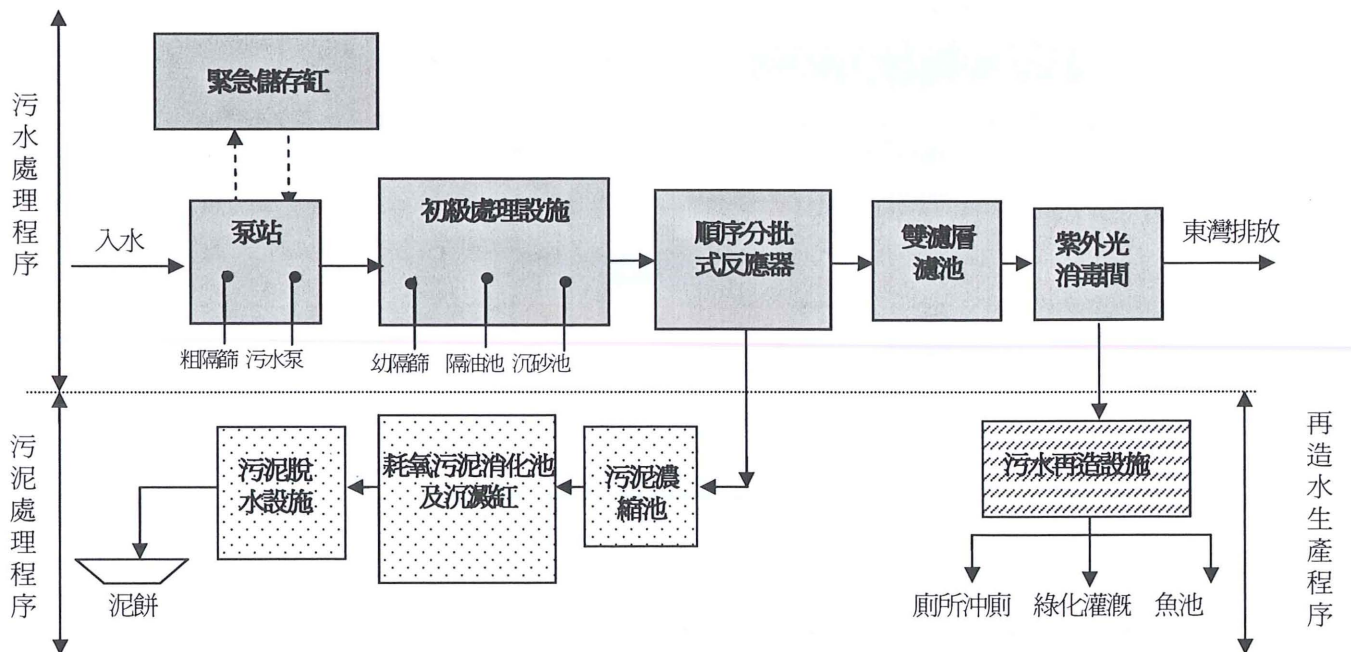 污水處理程序
緊急儲存缸
入水
泵站
粗隔篩 污水泵
初級處理設施
幼隔篩 隔油池 沉砂池
順序分批
式反應器
雙濾層
濾池
紫外光
消毒間
東灣排放
污泥處理程序
泥餅
污泥脫
水設施
耗氧污泥消化池
及沉澱缸
污泥濃
縮池
污水再造設施
廁所沖廁 綠化灌溉 魚池
再造水生產程序